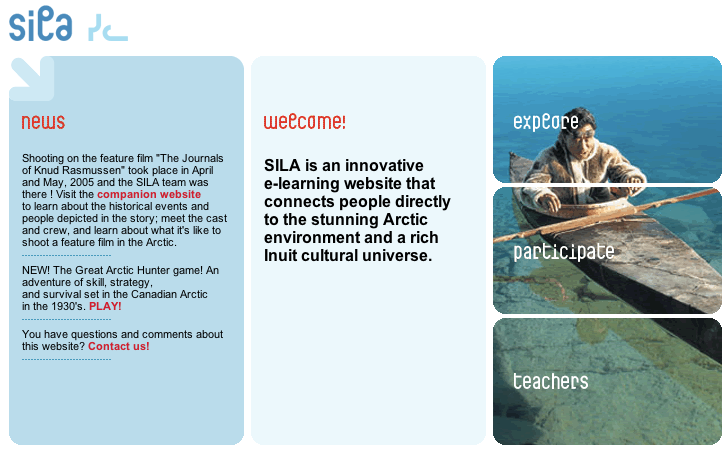 sila ᓯᓚ
news
Shooting on the feature film "The Journals
of Knud Rasmussen" took place in April
and May, 2005 and the SILA team was
there ! Visit the companion website
to learn about the historical events and
people depicted in the story; meet the cast
and crew, and learn about what it's like to
shoot a feature film in the Arctic.
NEW! The Great Arctic Hunter game! An
adventure of skill, strategy,
and survival set in the Canadian Arctic
in the 1930's. PLAY!
You have questions and comments about
this website? Contact us!
welcome!
SILA is an innovative
e-learning website that
connects people directly
to the stunning Arctic
environment and a rich
Inuit cultural universe.
explore
participate
teachers